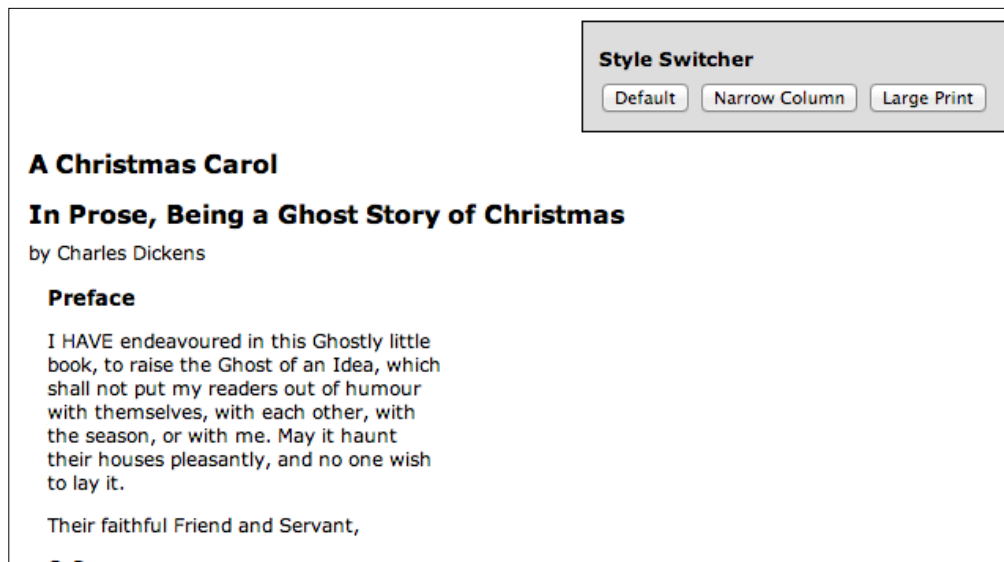 Style Switcher
Default Narrow Column Large Print
A Christmas Carol
In Prose, Being a Ghost Story of Christmas
by Charles Dickens
Preface
I HAVE endeavoured in this Ghostly little
book, to raise the Ghost of an Idea, which
shall not put my readers out of humour
with themselves, with each other, with
the season, or with me. May it haunt
their houses pleasantly, and no one wish
to lay it.
Their faithful Friend and Servant,